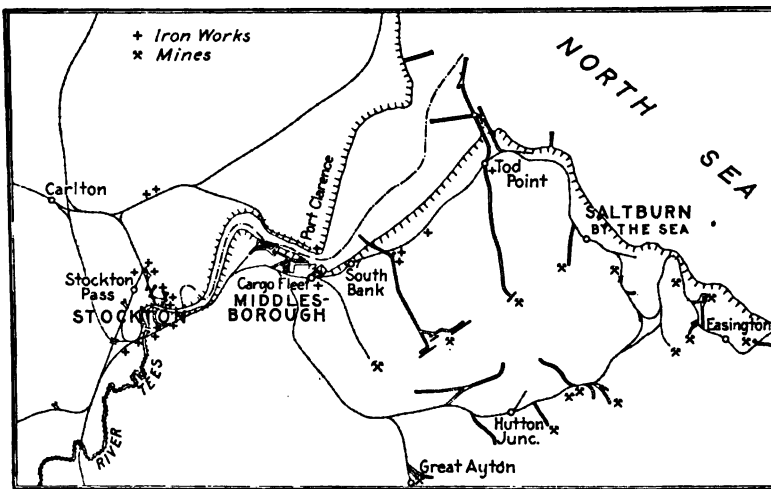 + Iron Works
⚒ Mines
NORTH
SEA
Carlton
Port Clarence
Tod
Point
SALTBURN
BY THE SEA
Stockton
Pass
STOCKTON
Cargo Fleet
MIDDLES-
BOROUGH
South
Bank
Easington
RIVER
TEES
Hutton
Junc.
Great Ayton